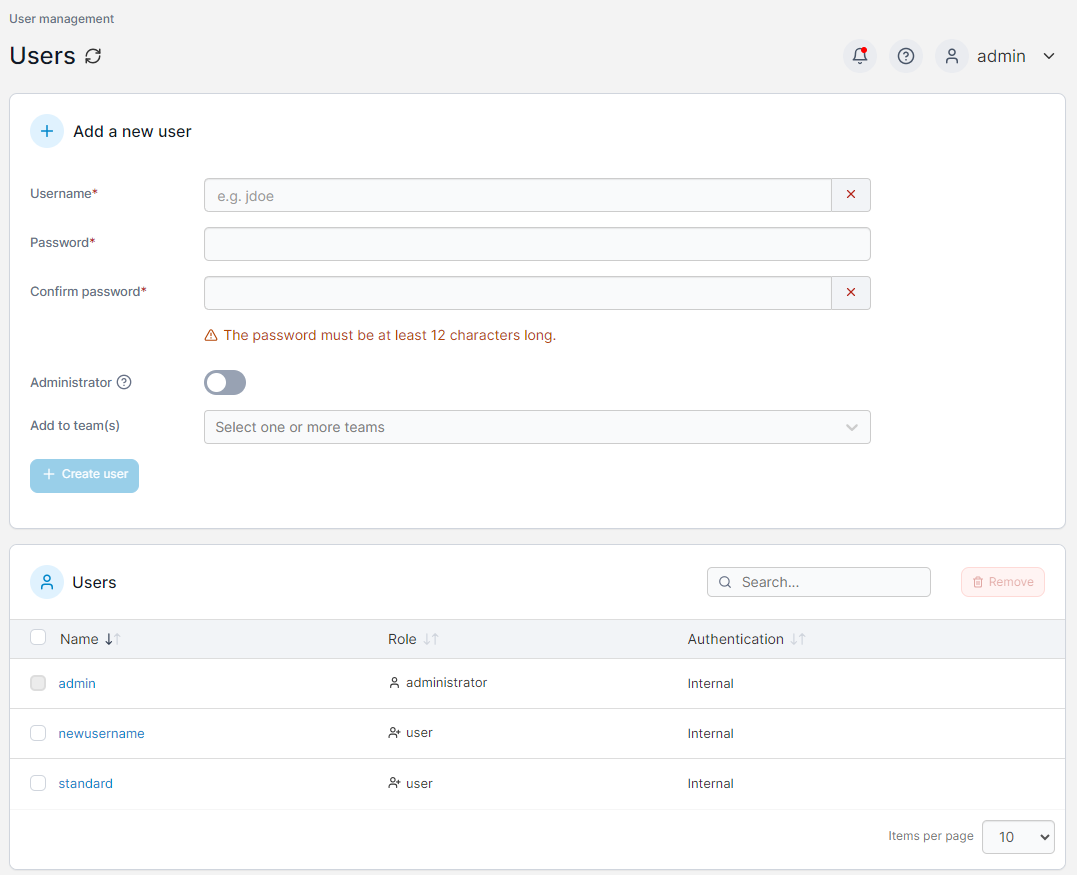 User management
Users
admin
Add a new user
Username*
e.g. jdoe
Password*
Confirm password*
The password must be at least 12 characters long.
Administrator
Add to team(s)
Select one or more teams
Create user
Users
Search...
Remove
Name Role Authentication
admin administrator Internal
newusername user Internal
standard user Internal
Items per page 10